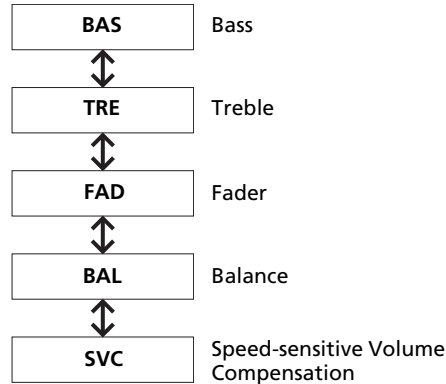 BAS Bass
TRE Treble
FAD Fader
BAL Balance
SVC Speed-sensitive Volume
Compensation